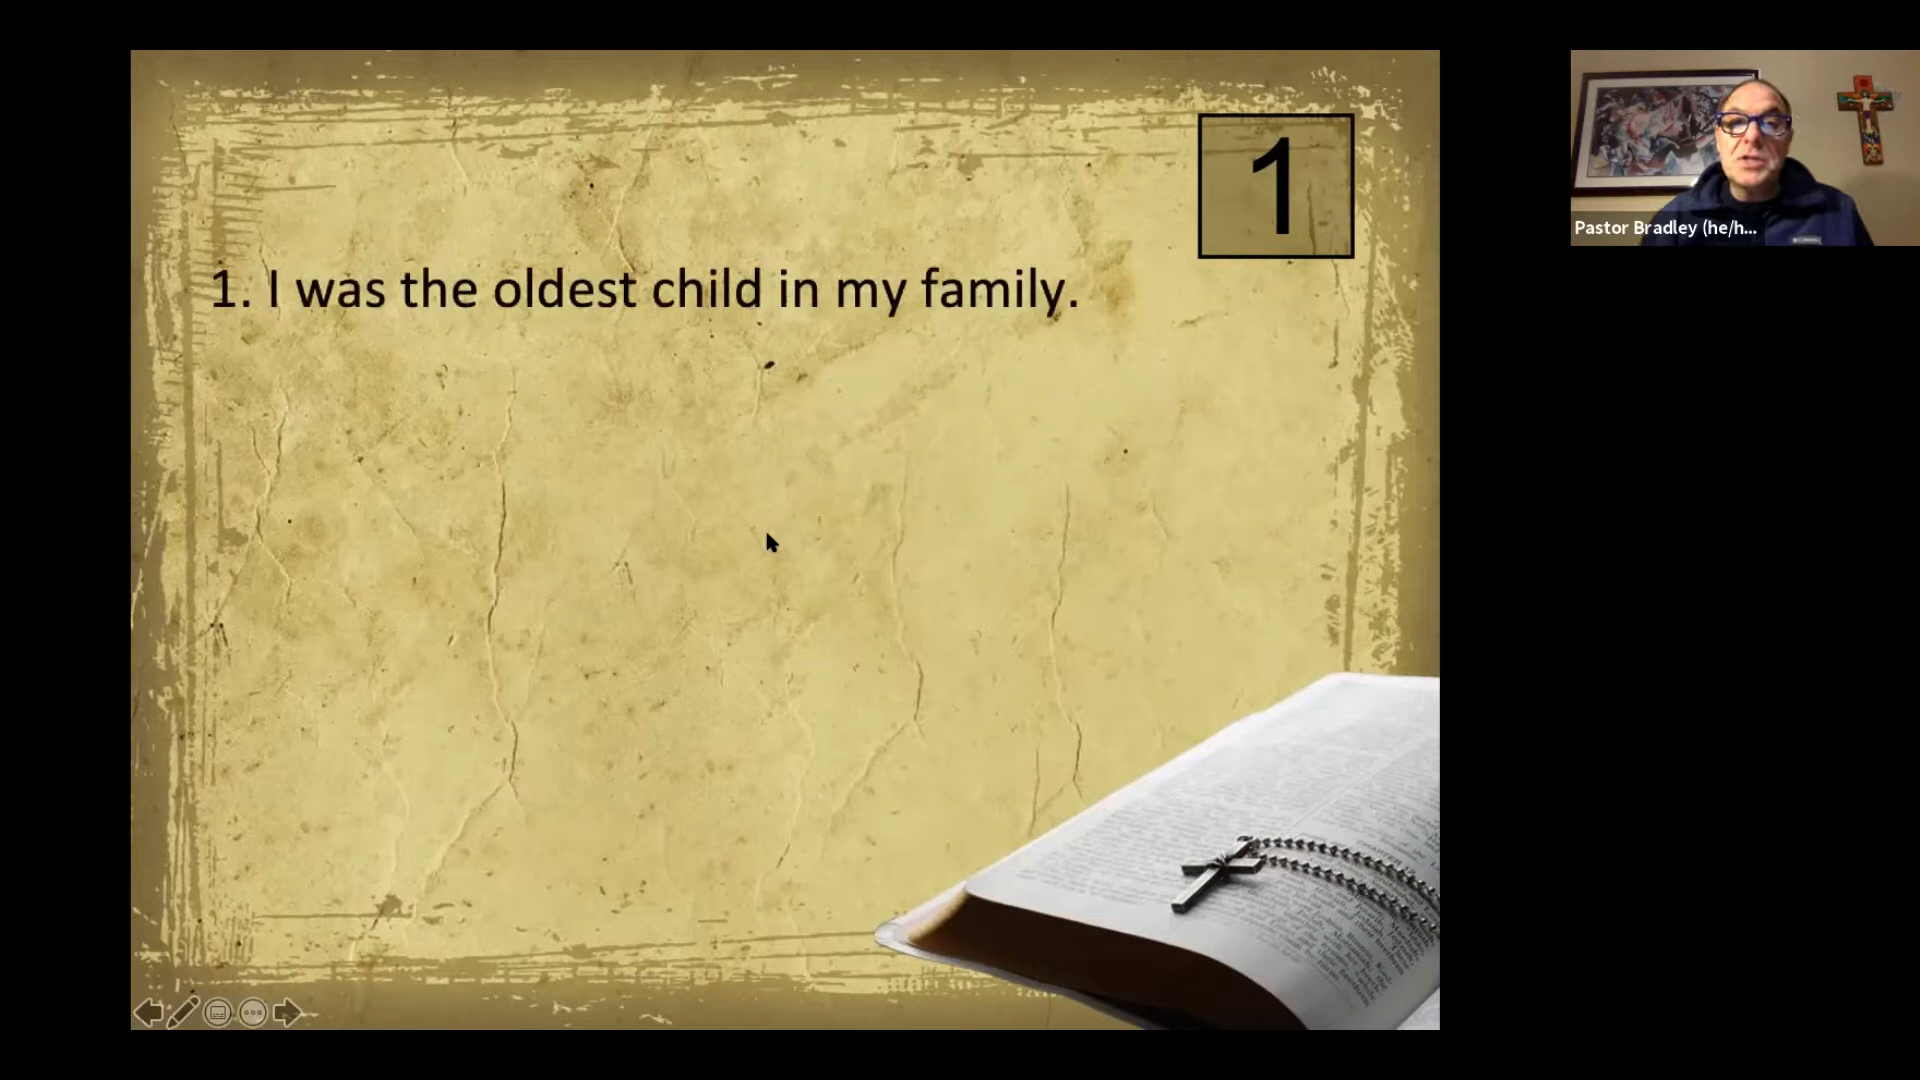 1
1. I was the oldest child in my family.
Pastor Bradley (he/h...